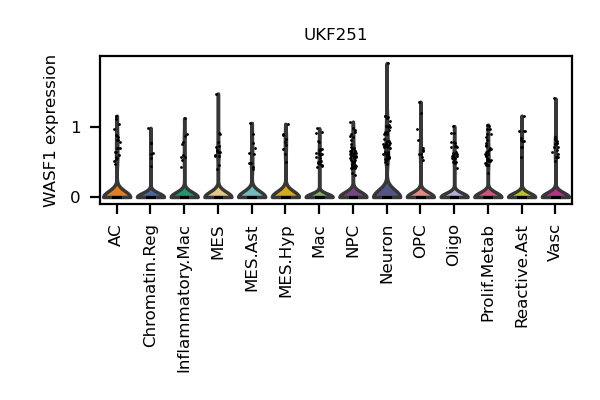 UKF251
WASF1 expression
1
0
AC
Chromatin.Reg
Inflammatory.Mac
MES
MES.Ast
MES.Hyp
Mac
NPC
Neuron
OPC
Oligo
Prolif.Metab
Reactive.Ast
Vasc